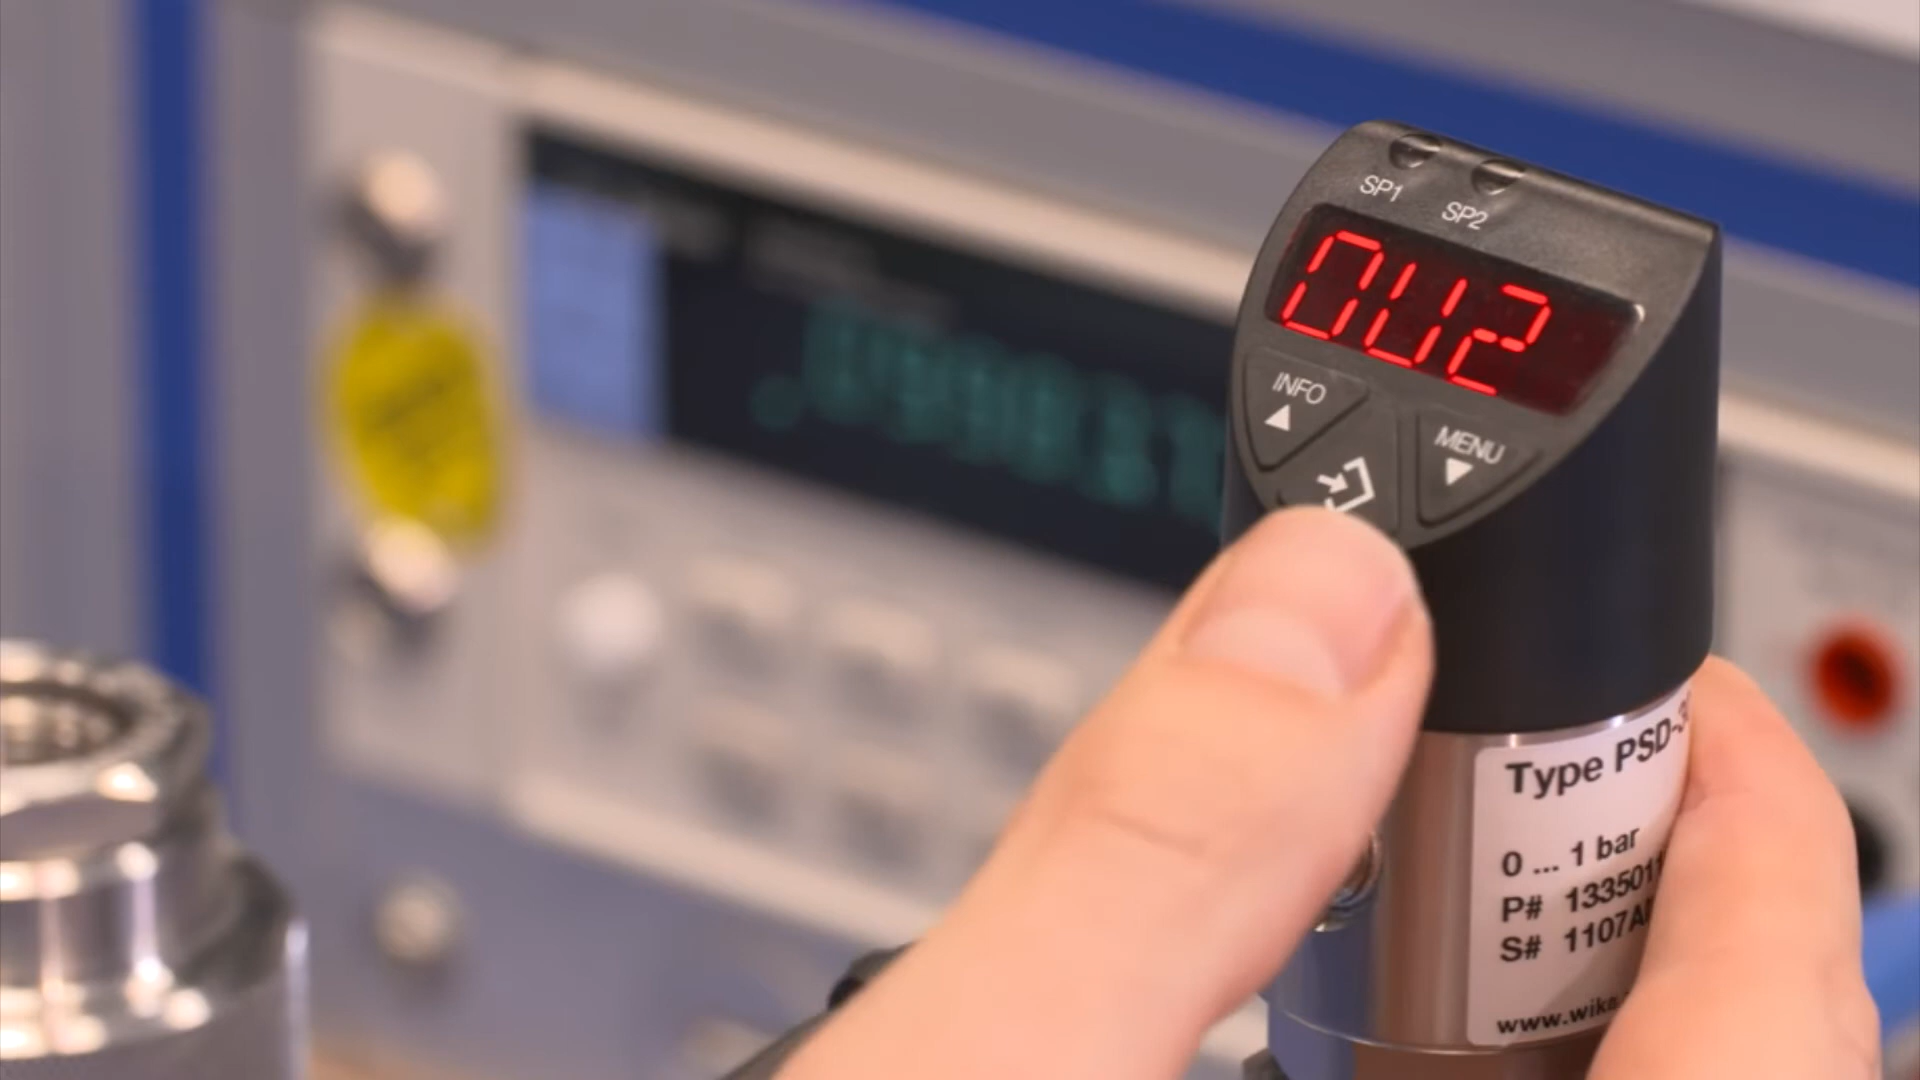 SP1
SP2
OU2
INFO
MENU
Type PSD-3
0 ... 1 bar
P# 133501
S# 1107A
www.wika